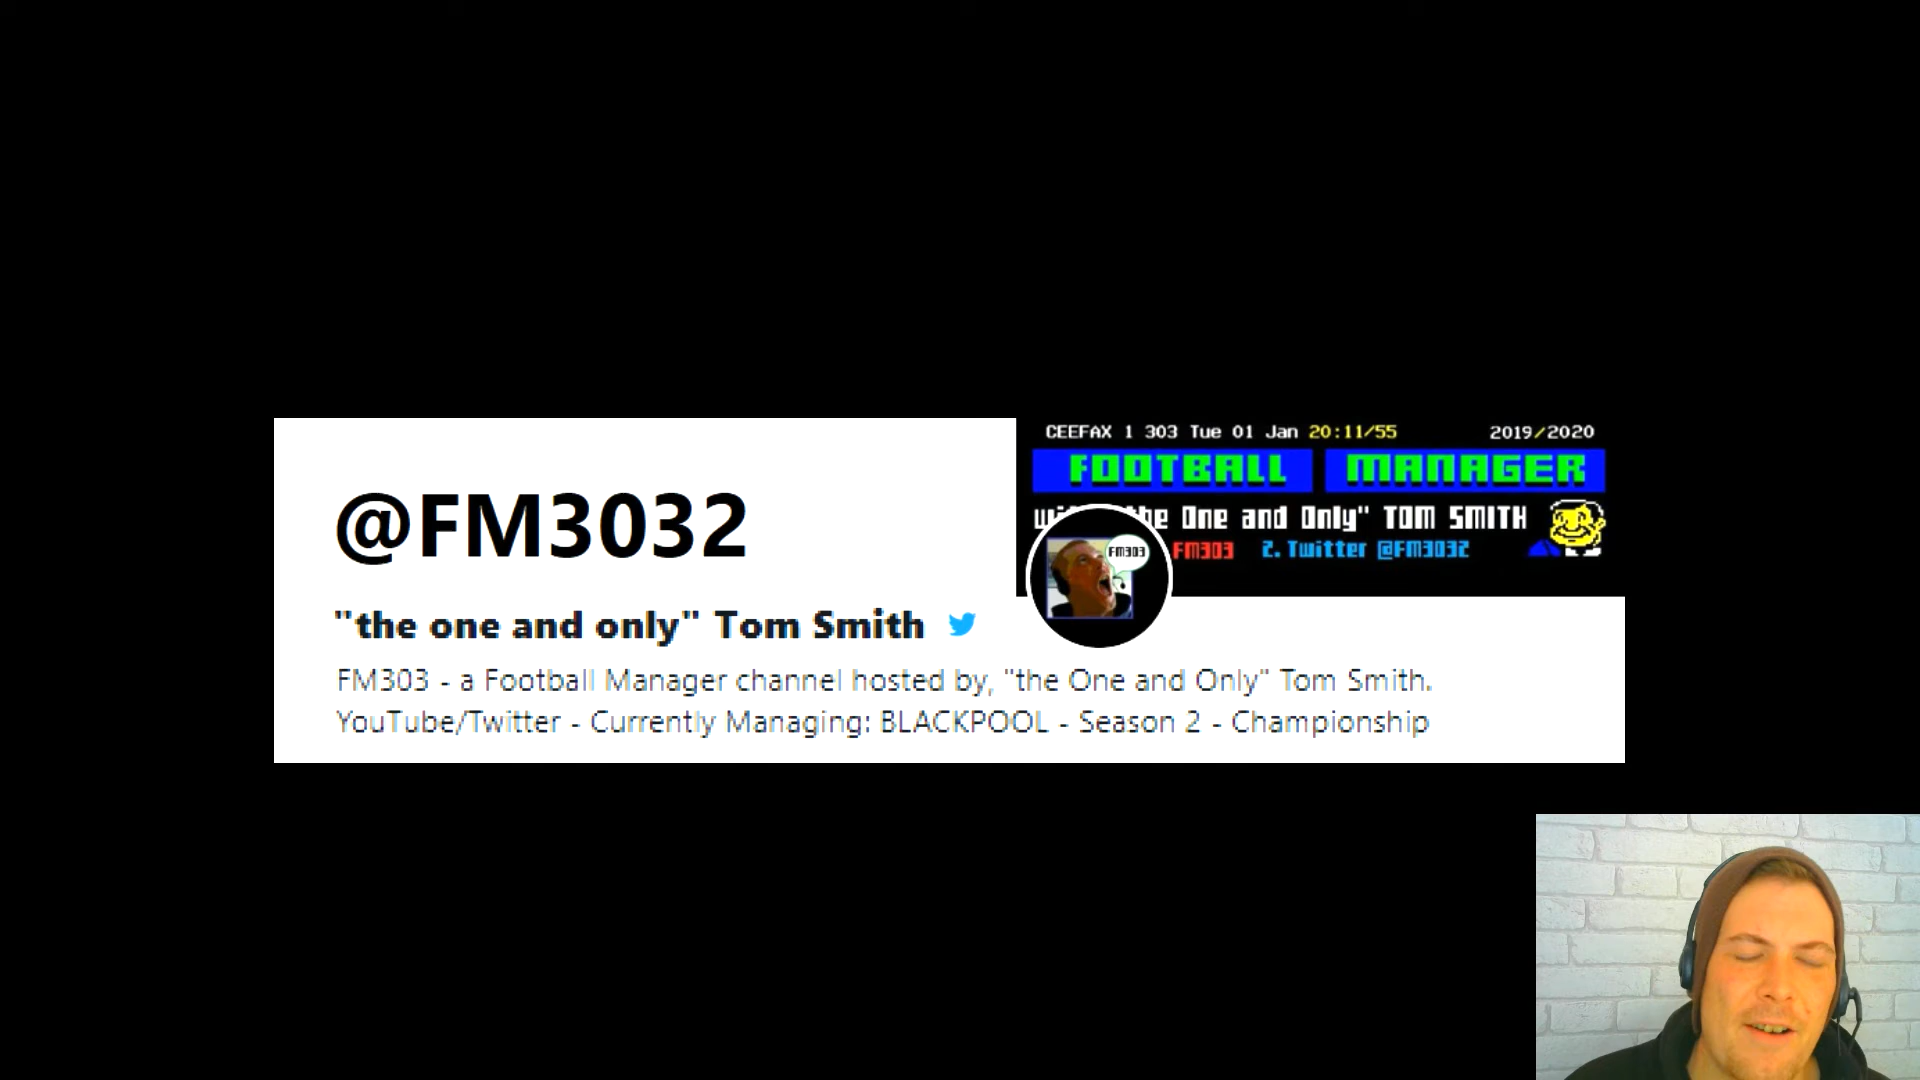 CEEFAX 1 303 Tue 01 Jan 20:11/55 2019/2020
FOOTBALL MANAGER
the One and Only" TOM SMITH
FM303 2. Twitter @FM3032
FM303
@FM3032
"the one and only" Tom Smith
FM303 - a Football Manager channel hosted by, "the One and Only" Tom Smith.
YouTube/Twitter - Currently Managing: BLACKPOOL - Season 2 - Championship